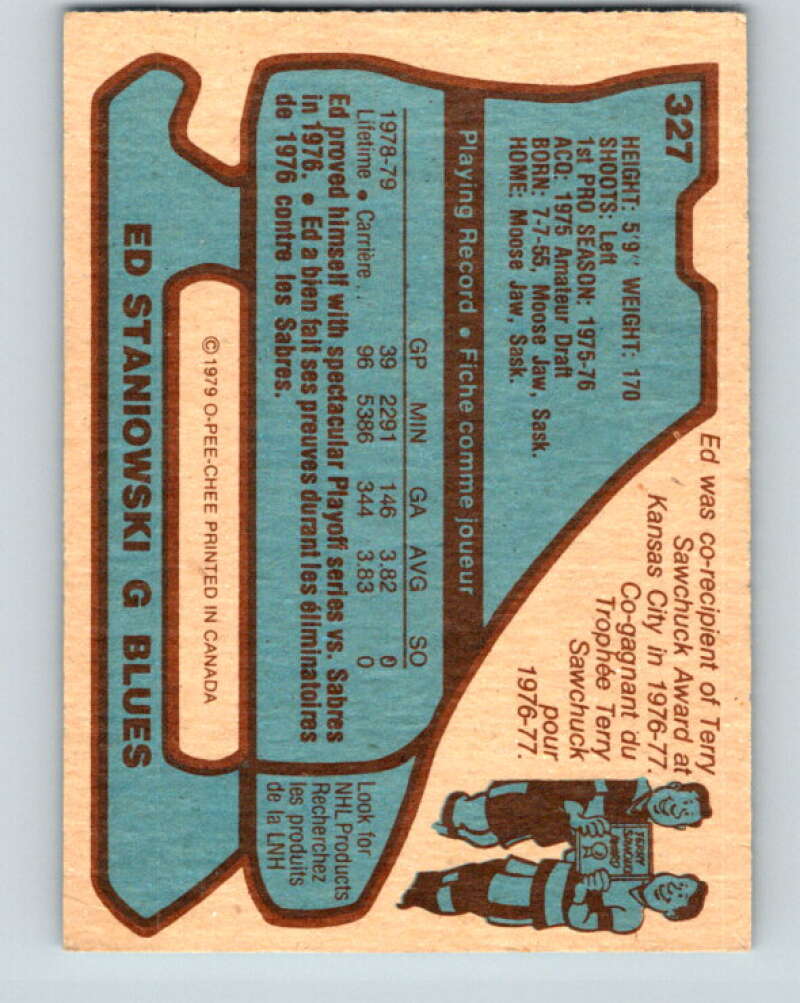 327
HEIGHT: 5'9" WEIGHT: 170
SHOOTS: Left
1st PRO SEASON: 1975-76
ACQ: 1975 Amateur Draft
BORN: 7-7-55, Moose Jaw, Sask.
HOME: Moose Jaw, Sask.
Ed was co-recipient of Terry
Sawchuck Award at
Kansas City in 1976-77.
Co-gagnant du
Trophée Terry
Sawchuck
pour
1976-77.
TERRY
Playing Record • Fiche comme joueur
GP MIN GA AVG SO
1978-79 39 2291 146 3.82 0
Lifetime • Carrière .. 96 5386 344 3.83 0
Ed proved himself with spectacular Playoff series vs. Sabres
in 1976. • Ed a bien fait ses preuves durant les éliminatoires
de 1976 contre les Sabres.
Look for
NHL Products
Recherchez
les produits
de la LNH
©1979 O-PEE-CHEE PRINTED IN CANADA
ED STANIOWSKI G BLUES